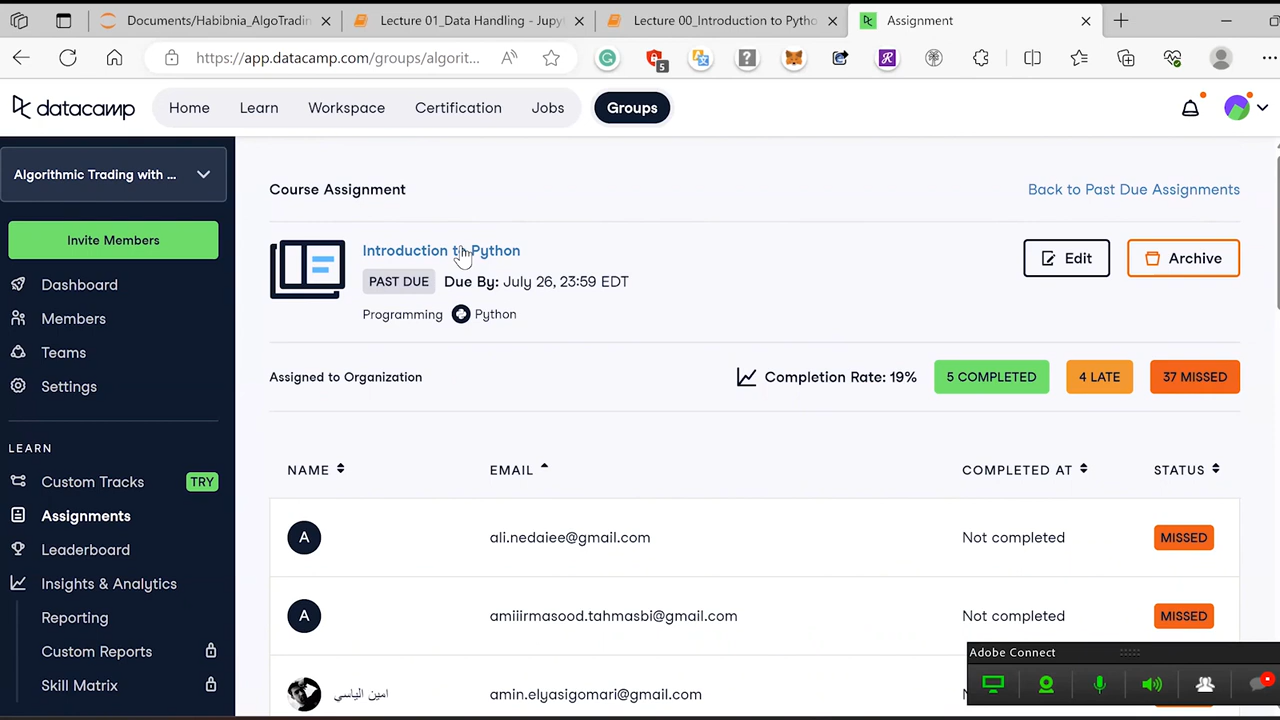 Documents/Habibnia_AlgoTradin
Lecture 01_Data Handling - Jupy
Lecture 00_Introduction to Pytho
Assignment
https://app.datacamp.com/groups/algorit...
5
datacamp
Home
Learn
Workspace
Certification
Jobs
Groups
Algorithmic Trading with ...
Invite Members
Dashboard
Members
Teams
Settings
LEARN
Custom Tracks
TRY
Assignments
Leaderboard
Insights & Analytics
Reporting
Custom Reports
Skill Matrix
Course Assignment
Back to Past Due Assignments
Introduction to Python
Edit
Archive
PAST DUE
Due By: July 26, 23:59 EDT
Programming
Python
Assigned to Organization
Completion Rate: 19%
5 COMPLETED
4 LATE
37 MISSED
NAME
EMAIL
COMPLETED AT
STATUS
A
ali.nedaiee@gmail.com
Not completed
MISSED
A
amiiirmasood.tahmasbi@gmail.com
Not completed
MISSED
امین الیاسی
amin.elyasigomari@gmail.com
Adobe Connect